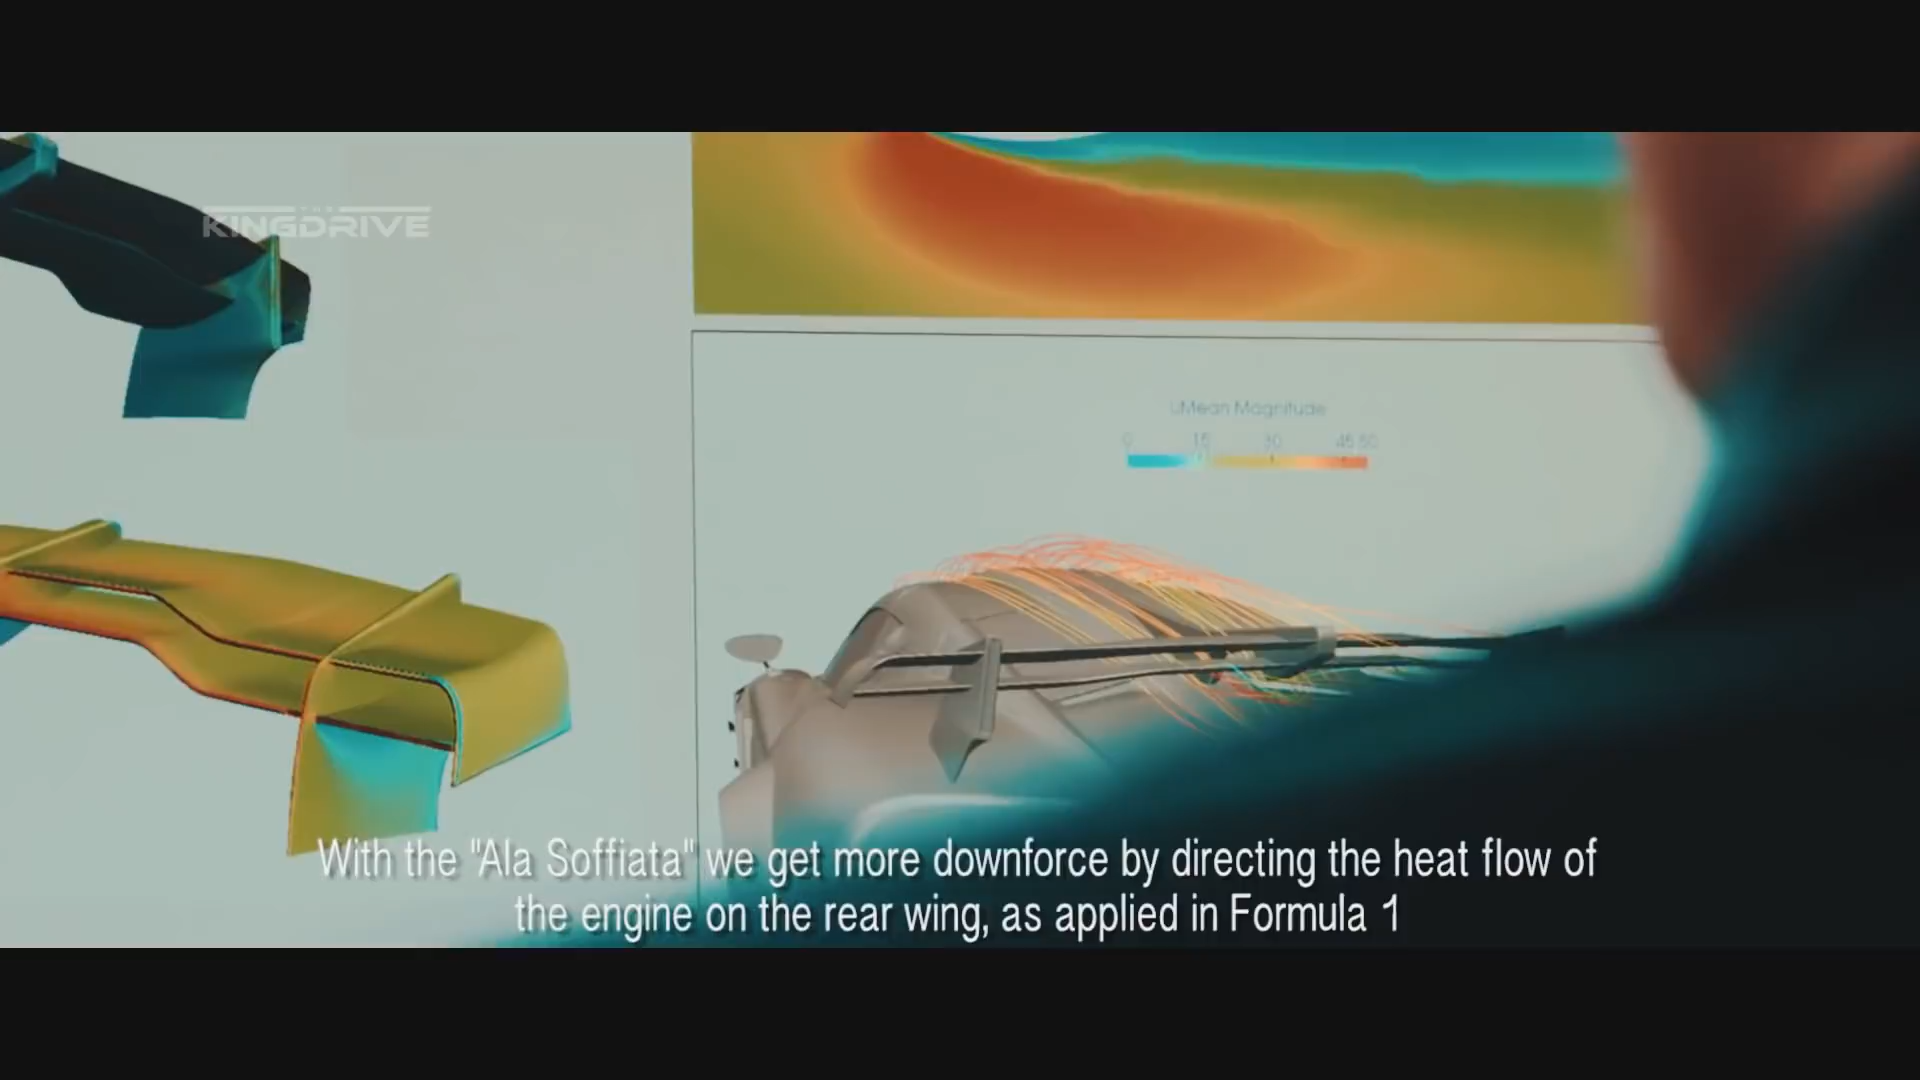 THE
KINGDRIVE
UMean Magnitude
0 15 30 45 50
With the "Ala Soffiata" we get more downforce by directing the heat flow of
the engine on the rear wing, as applied in Formula 1